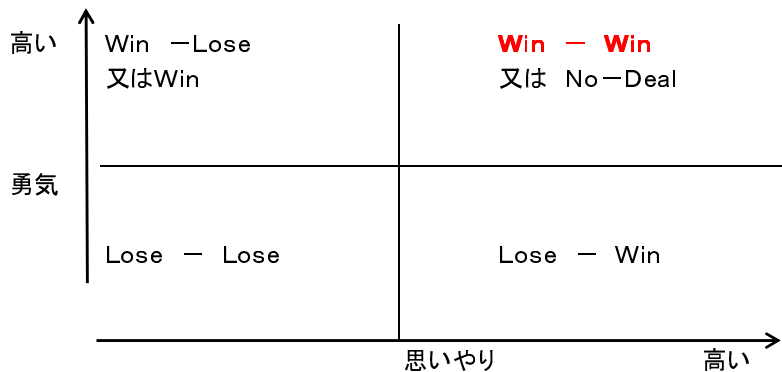 高い
Win －Lose
又はWin
Win － Win
又は No－Deal
勇気
Lose － Lose
Lose － Win
思いやり
高い